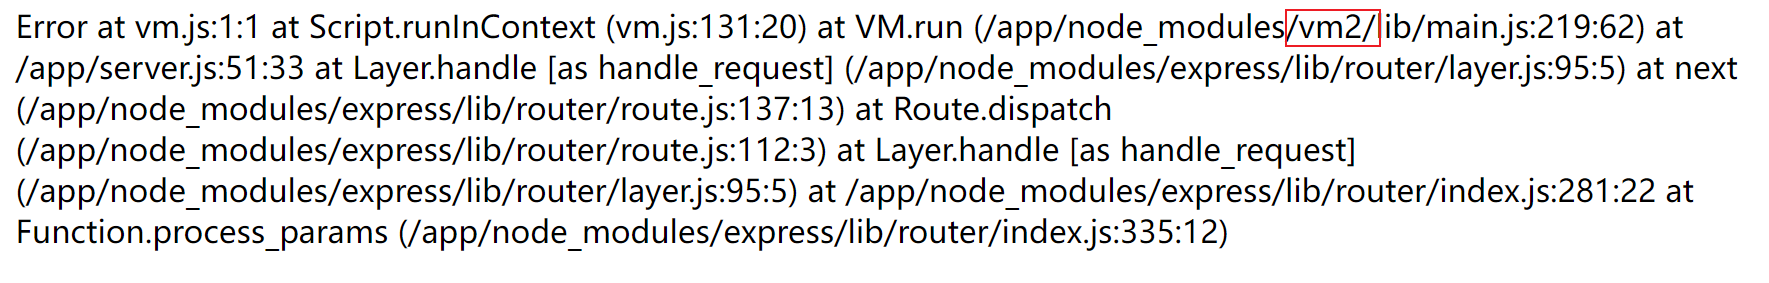 Error at vm.js:1:1 at Script.runInContext (vm.js:131:20) at VM.run (/app/node_modules/vm2/lib/main.js:219:62) at
/app/server.js:51:33 at Layer.handle [as handle_request] (/app/node_modules/express/lib/router/layer.js:95:5) at next
(/app/node_modules/express/lib/router/route.js:137:13) at Route.dispatch
(/app/node_modules/express/lib/router/route.js:112:3) at Layer.handle [as handle_request]
(/app/node_modules/express/lib/router/layer.js:95:5) at /app/node_modules/express/lib/router/index.js:281:22 at
Function.process_params (/app/node_modules/express/lib/router/index.js:335:12)